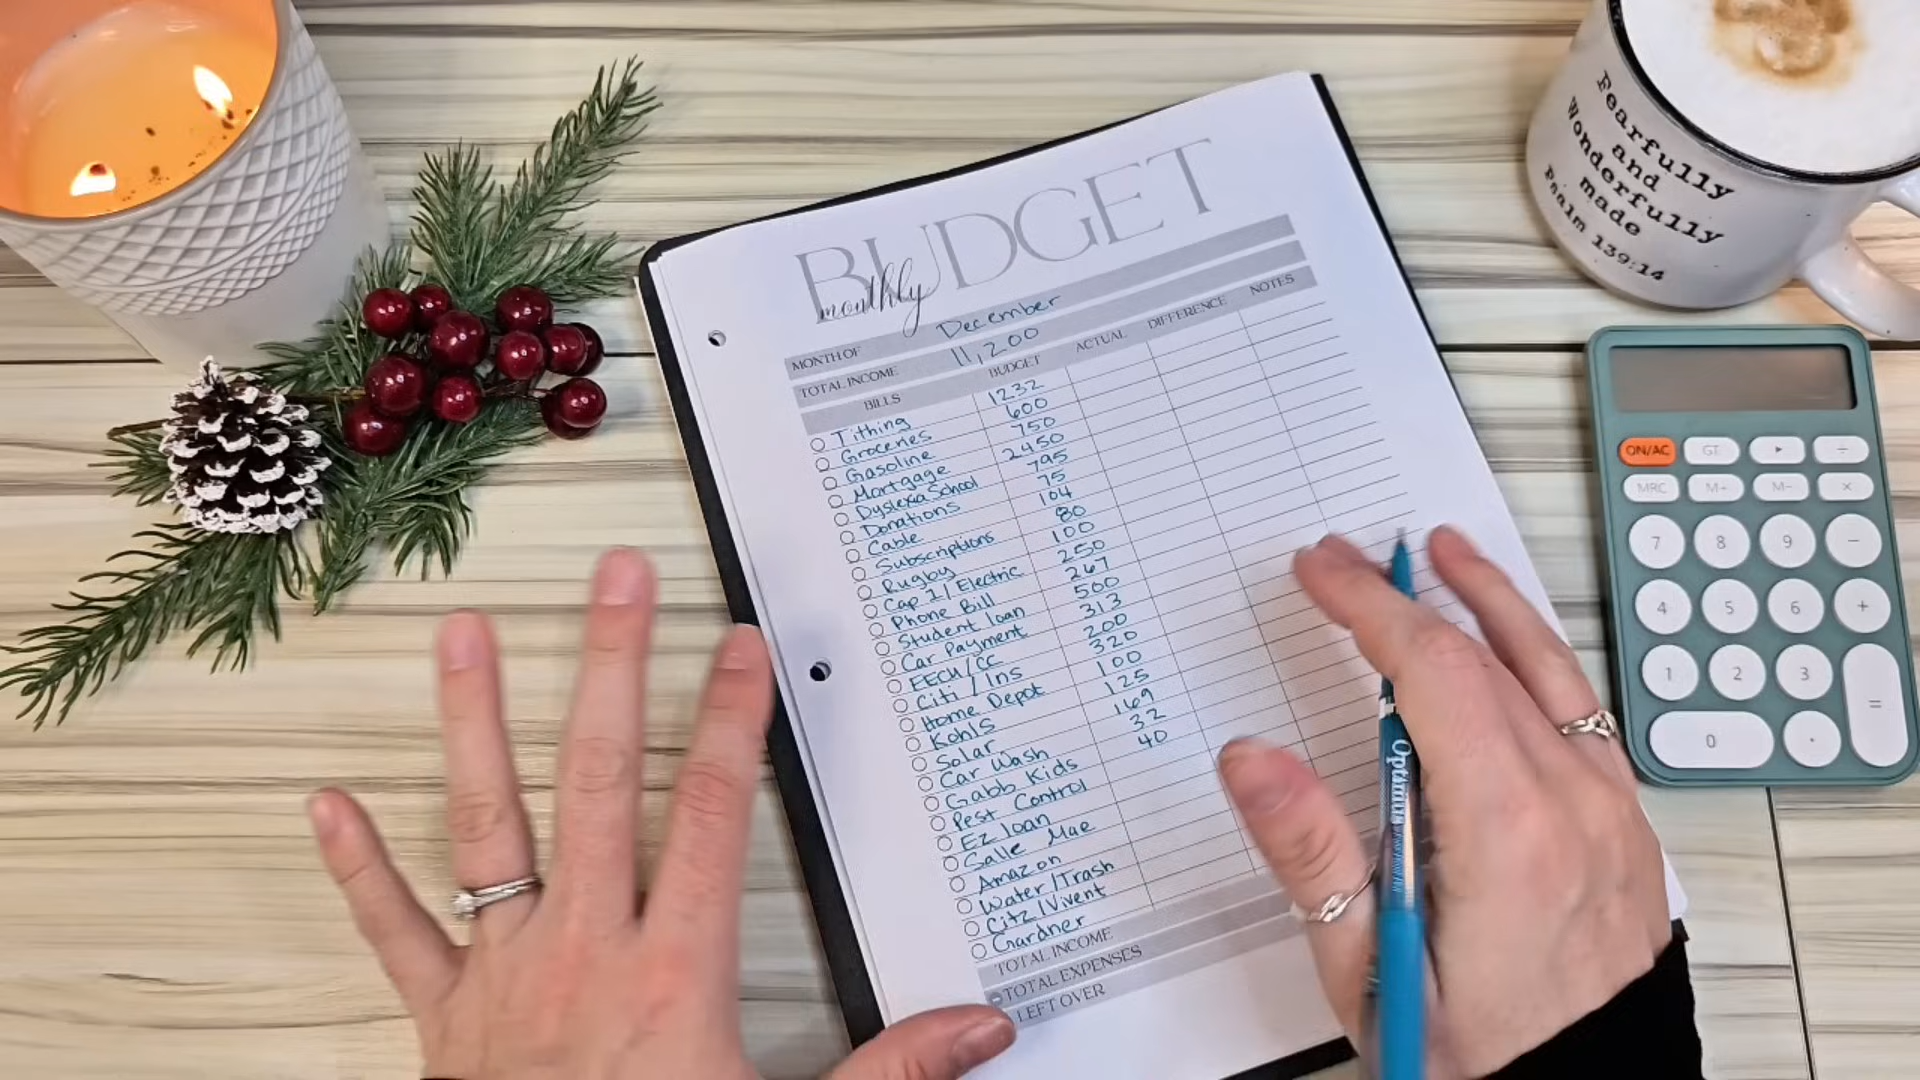 BUDGET
monthly
MONTH OF December
TOTAL INCOME 11,200
BILLS BUDGET ACTUAL DIFFERENCE NOTES
Tithing 1232
Groceries 600
Gasoline 750
Mortgage 2450
Dyslexia School 795
Donations 75
Cable 104
Subscriptions 80
Rugby 100
Cap 1 / Electric 250
Phone Bill 267
Student loan 500
Car Payment 313
EECU/CC 200
Citi / Ins 320
Home Depot 100
Kohls 125
Solar 169
Car Wash 32
Gabb Kids 40
Pest Control
EZ loan
Salle Mae
Amazon
Water/Trash
Citz/Vivent
Gardner
TOTAL INCOME
- TOTAL EXPENSES
LEFT OVER
Fearfully
and
Wonderfully
made
Psalm 139:14
ON/AC GT ▸ ÷
MRC M+ M− ×
7 8 9 −
4 5 6 +
1 2 3 =
0 .
Optimus